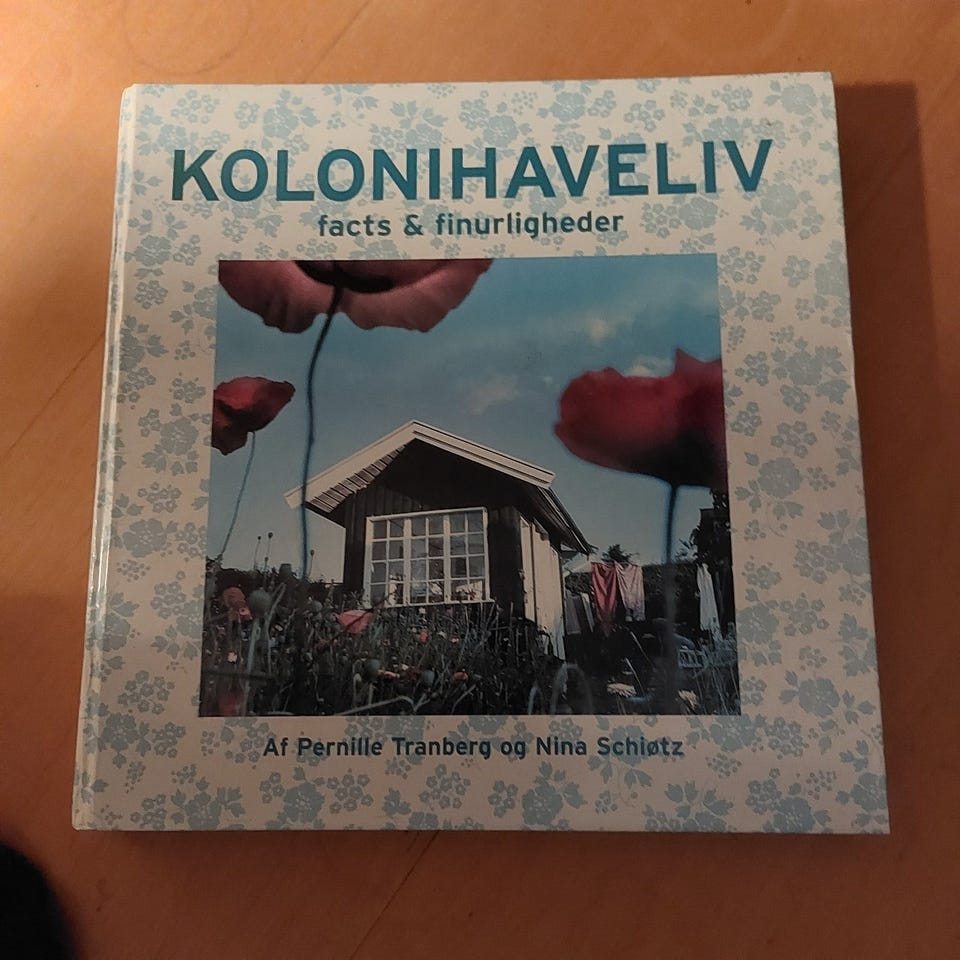 KOLONIHAVELIV
facts & finurligheder
Af Pernille Tranberg og Nina Schiøtz